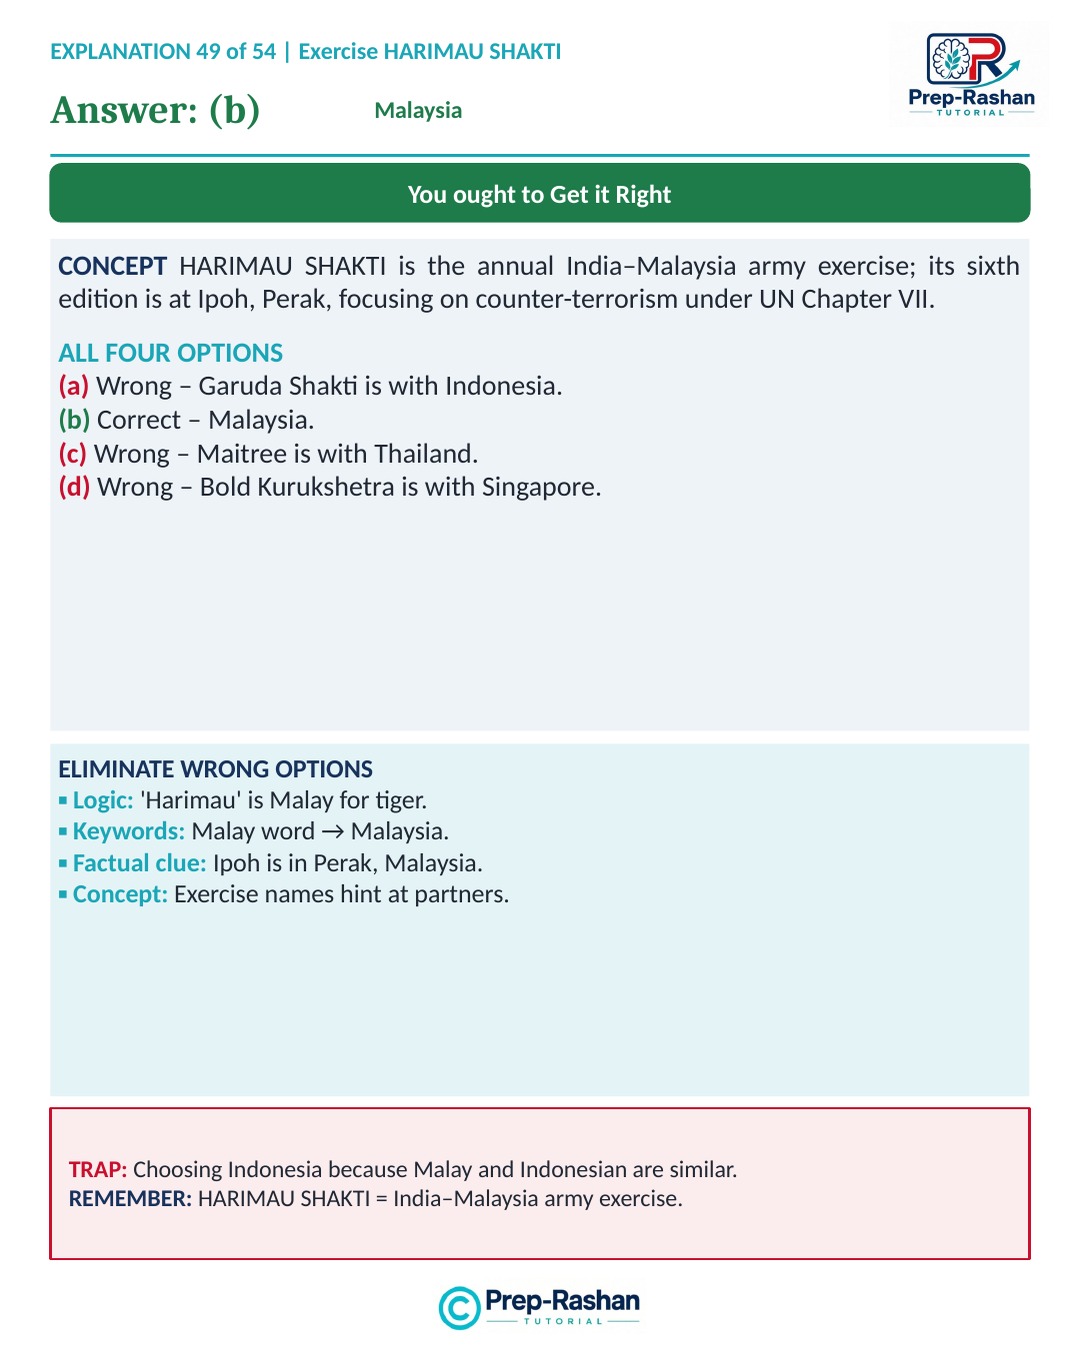 EXPLANATION 49 of 54 | Exercise HARIMAU SHAKTI
Prep-Rashan
TUTORIAL
Answer: (b) Malaysia
You ought to Get it Right
CONCEPT HARIMAU SHAKTI is the annual India–Malaysia army exercise; its sixth
edition is at Ipoh, Perak, focusing on counter-terrorism under UN Chapter VII.
ALL FOUR OPTIONS
(a) Wrong – Garuda Shakti is with Indonesia.
(b) Correct – Malaysia.
(c) Wrong – Maitree is with Thailand.
(d) Wrong – Bold Kurukshetra is with Singapore.
ELIMINATE WRONG OPTIONS
▪ Logic: 'Harimau' is Malay for tiger.
▪ Keywords: Malay word → Malaysia.
▪ Factual clue: Ipoh is in Perak, Malaysia.
▪ Concept: Exercise names hint at partners.
TRAP: Choosing Indonesia because Malay and Indonesian are similar.
REMEMBER: HARIMAU SHAKTI = India–Malaysia army exercise.
© Prep-Rashan
TUTORIAL